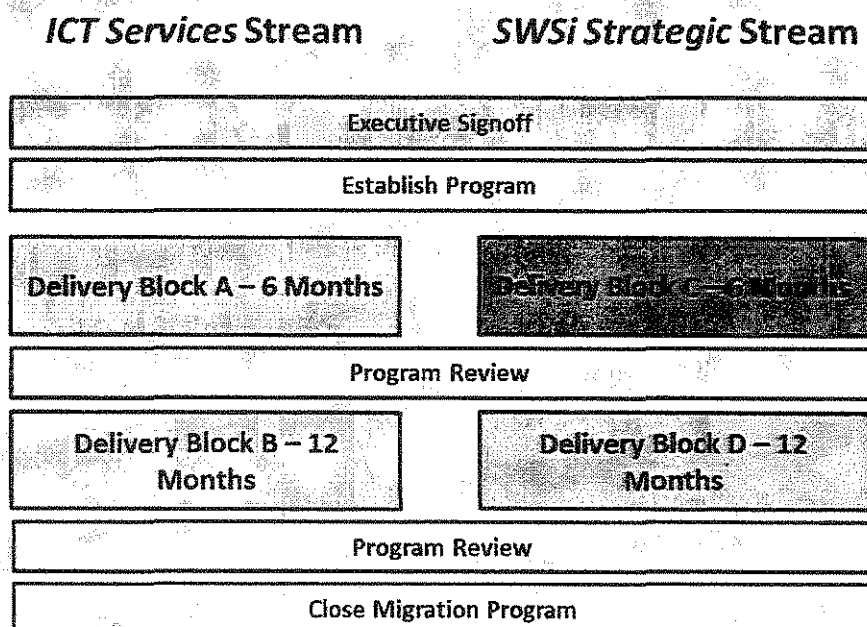 ICT Services Stream
SWSi Strategic Stream
Executive Signoff
Establish Program
Delivery Block A – 6 Months
Delivery Block C – 6 Months
Program Review
Delivery Block B – 12
Months
Delivery Block D – 12
Months
Program Review
Close Migration Program